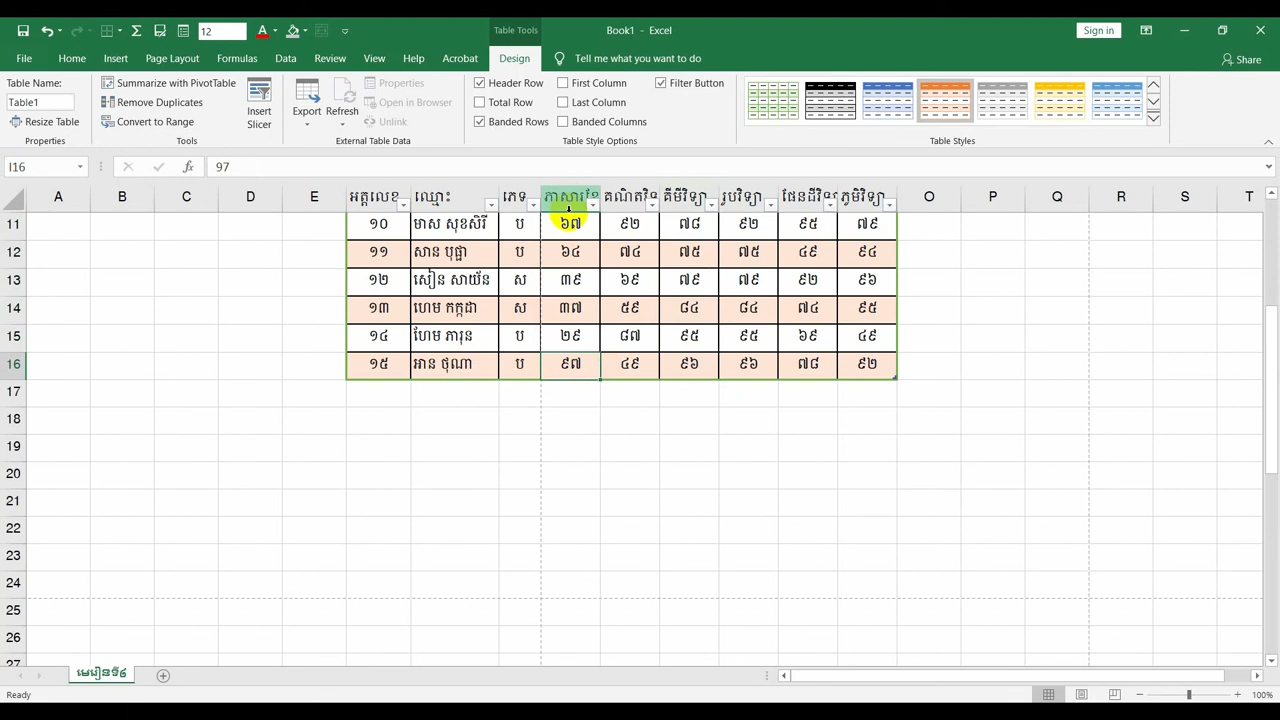 12
Table Tools
Book1 - Excel
Sign in
File Home Insert Page Layout Formulas Data Review View Help Acrobat Design Tell me what you want to do
Share
Table Name:
Table1
Resize Table
Properties
Summarize with PivotTable
Remove Duplicates
Convert to Range
Tools
Insert Slicer
Export
Refresh
Properties
Open in Browser
Unlink
External Table Data
Header Row First Column Filter Button
Total Row Last Column
Banded Rows Banded Columns
Table Style Options
Table Styles
I16 97
A B C D E អត្តលេខ ឈ្មោះ ភេទ ភាសារខ្មែ គណិតវិទ្យ គីមីវិទ្យា រូបវិទ្យា ផែនដីវិទ្យ ភូមិវិទ្យា O P Q R S T
11 ១០ មាស សុខសិរី ប ៦៧ ៩២ ៧៨ ៩២ ៩៥ ៧៩
12 ១១ សាន បុប្ផា ប ៦៤ ៧៤ ៧៥ ៧៥ ៤៩ ៩៤
13 ១២ សៀន សាយ័ន ស ៣៩ ៦៩ ៧៩ ៧៩ ៩២ ៩៦
14 ១៣ ហេម កក្កដា ស ៣៧ ៥៩ ៨៤ ៨៤ ៧៤ ៩៥
15 ១៤ ហែម ភារុន ប ២៩ ៨៧ ៩៥ ៩៥ ៦៩ ៤៩
16 ១៥ អាន ថុណា ប ៩៧ ៤៩ ៩៦ ៩៦ ៧៨ ៩២
17
18
19
20
21
22
23
24
25
26
27
មេរៀនទី៤
Ready
100%